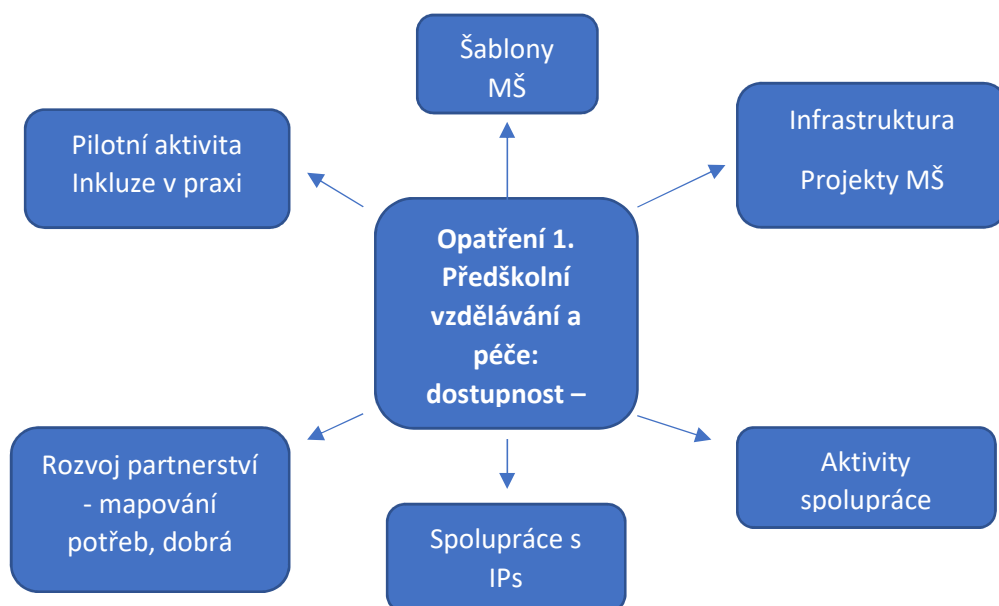 Šablony
MŠ
Pilotní aktivita
Inkluze v praxi
Infrastruktura
Projekty MŠ
Opatření 1.
Předškolní
vzdělávání a
péče:
dostupnost –
Rozvoj partnerství
- mapování
potřeb, dobrá
Spolupráce s
IPs
Aktivity
spolupráce